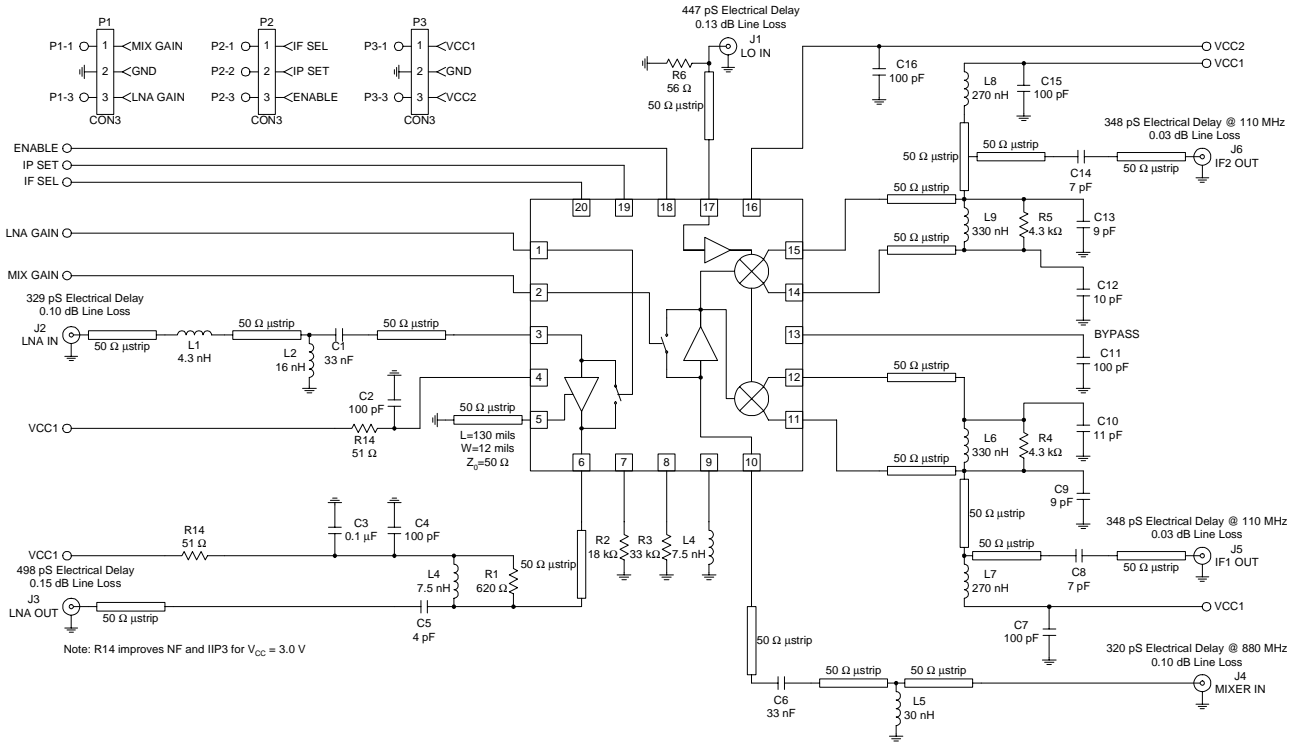 P1
P1-1
1
MIX GAIN
2
GND
P1-3
3
LNA GAIN
CON3
P2
P2-1
1
IF SEL
P2-2
2
IP SET
P2-3
3
ENABLE
CON3
P3
P3-1
1
VCC1
2
GND
P3-3
3
VCC2
CON3
447 pS Electrical Delay
0.13 dB Line Loss
J1
LO IN
R6
56 Ω
50 Ω µstrip
C16
100 pF
VCC2
VCC1
L8
270 nH
C15
100 pF
348 pS Electrical Delay @ 110 MHz
0.03 dB Line Loss
J6
IF2 OUT
50 Ω µstrip
50 Ω µstrip
C14
7 pF
50 Ω µstrip
ENABLE
IP SET
IF SEL
LNA GAIN
MIX GAIN
20
19
18
17
16
1
2
3
4
5
6
7
8
9
10
15
14
13
12
11
50 Ω µstrip
L9
330 nH
R5
4.3 kΩ
C13
9 pF
50 Ω µstrip
C12
10 pF
BYPASS
C11
100 pF
329 pS Electrical Delay
0.10 dB Line Loss
J2
LNA IN
50 Ω µstrip
L1
4.3 nH
50 Ω µstrip
L2
16 nH
C1
33 nF
50 Ω µstrip
C2
100 pF
VCC1
R14
51 Ω
50 Ω µstrip
L=130 mils
W=12 mils
Z0=50 Ω
50 Ω µstrip
L6
330 nH
R4
4.3 kΩ
C10
11 pF
50 Ω µstrip
C9
9 pF
50 Ω µstrip
348 pS Electrical Delay @ 110 MHz
0.03 dB Line Loss
J5
IF1 OUT
50 Ω µstrip
C8
7 pF
50 Ω µstrip
L7
270 nH
C7
100 pF
VCC1
VCC1
R14
51 Ω
C3
0.1 µF
C4
100 pF
L4
7.5 nH
R1
620 Ω
50 Ω µstrip
R2
18 kΩ
R3
33 kΩ
L4
7.5 nH
498 pS Electrical Delay
0.15 dB Line Loss
J3
LNA OUT
50 Ω µstrip
C5
4 pF
Note: R14 improves NF and IIP3 for VCC = 3.0 V
50 Ω µstrip
C6
33 nF
50 Ω µstrip
L5
30 nH
50 Ω µstrip
320 pS Electrical Delay @ 880 MHz
0.10 dB Line Loss
J4
MIXER IN